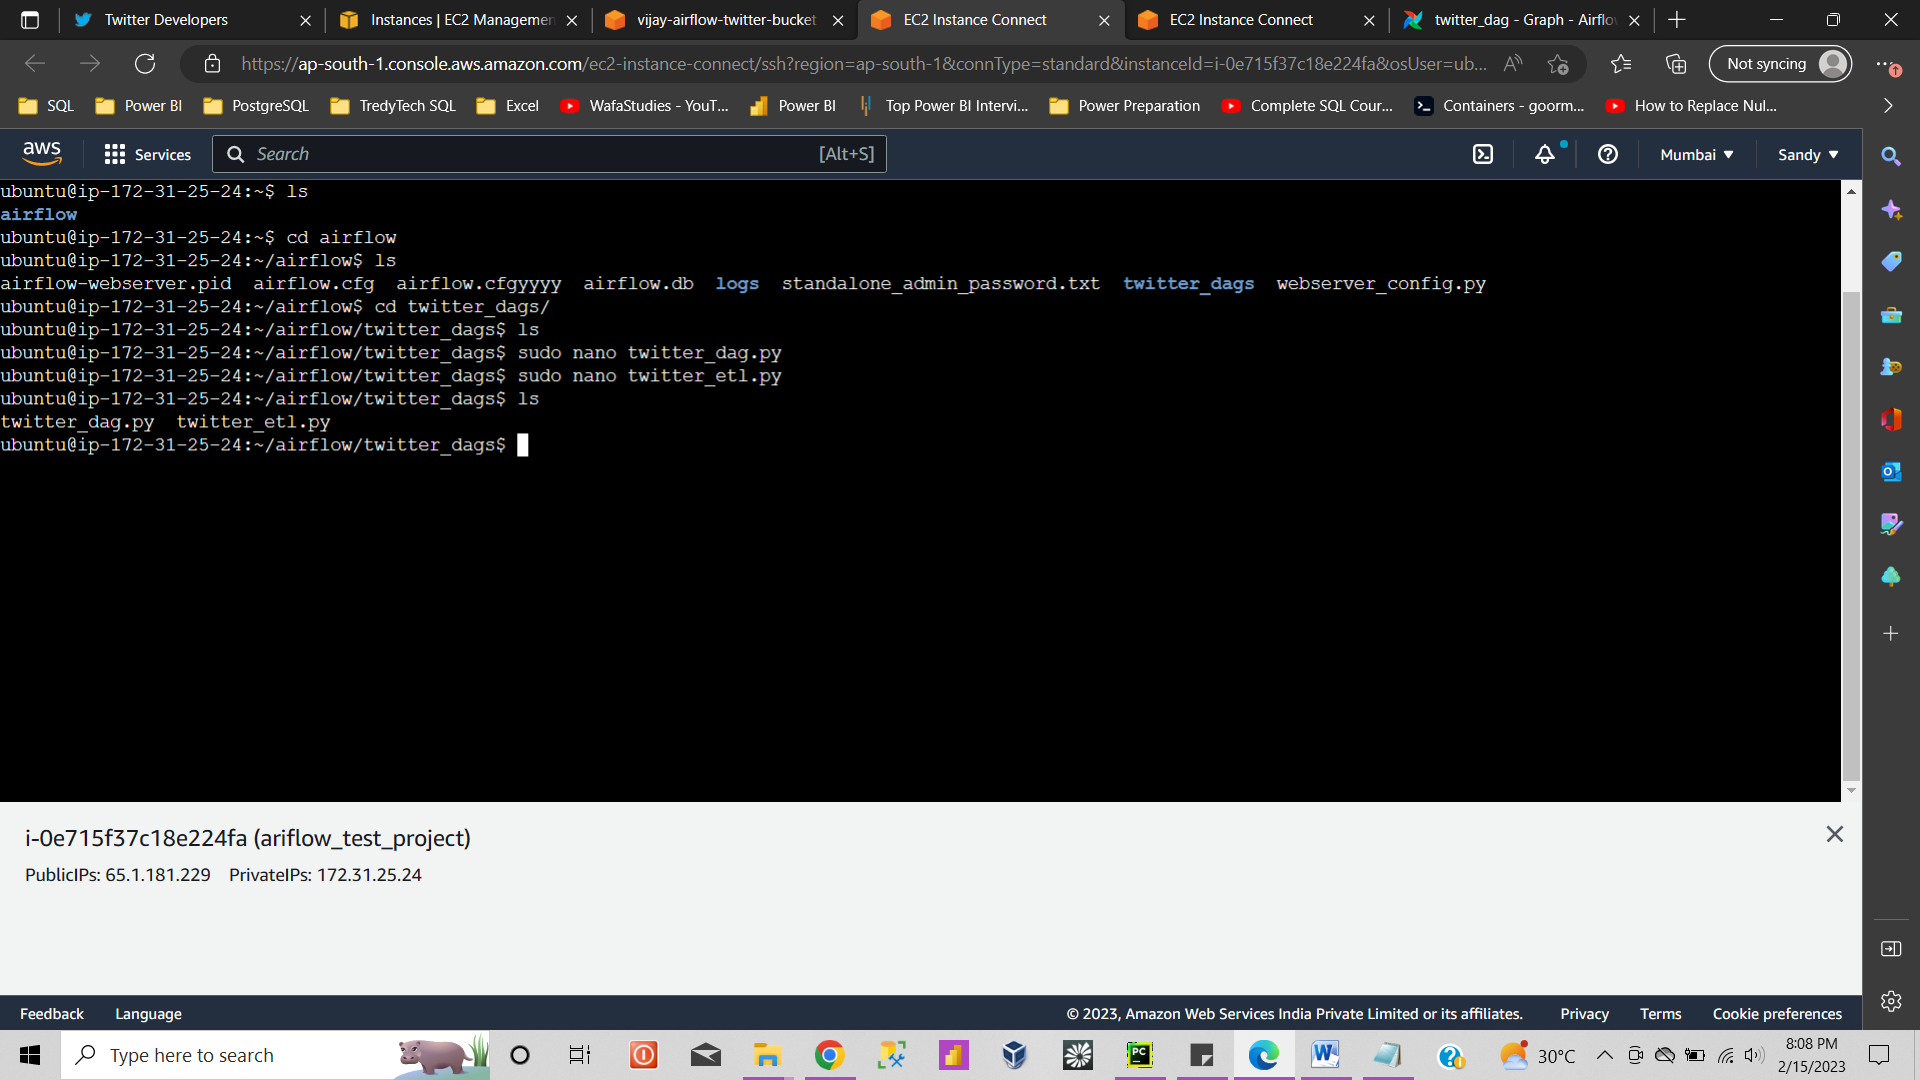 Twitter Developers
Instances | EC2 Managemen
vijay-airflow-twitter-bucket
EC2 Instance Connect
EC2 Instance Connect
twitter_dag - Graph - Airflo
https://ap-south-1.console.aws.amazon.com/ec2-instance-connect/ssh?region=ap-south-1&connType=standard&instanceId=i-0e715f37c18e224fa&osUser=ub...
Not syncing
SQL
Power BI
PostgreSQL
TredyTech SQL
Excel
WafaStudies - YouT...
Power BI
Top Power BI Intervi...
Power Preparation
Complete SQL Cour...
Containers - goorm...
How to Replace Nul...
aws
Services
Search
[Alt+S]
Mumbai
Sandy
ubuntu@ip-172-31-25-24:~$ ls
airflow
ubuntu@ip-172-31-25-24:~$ cd airflow
ubuntu@ip-172-31-25-24:~/airflow$ ls
airflow-webserver.pid  airflow.cfg  airflow.cfgyyyy  airflow.db  logs  standalone_admin_password.txt  twitter_dags  webserver_config.py
ubuntu@ip-172-31-25-24:~/airflow$ cd twitter_dags/
ubuntu@ip-172-31-25-24:~/airflow/twitter_dags$ ls
ubuntu@ip-172-31-25-24:~/airflow/twitter_dags$ sudo nano twitter_dag.py
ubuntu@ip-172-31-25-24:~/airflow/twitter_dags$ sudo nano twitter_etl.py
ubuntu@ip-172-31-25-24:~/airflow/twitter_dags$ ls
twitter_dag.py  twitter_etl.py
ubuntu@ip-172-31-25-24:~/airflow/twitter_dags$
i-0e715f37c18e224fa (ariflow_test_project)
PublicIPs: 65.1.181.229    PrivateIPs: 172.31.25.24
Feedback
Language
© 2023, Amazon Web Services India Private Limited or its affiliates.
Privacy
Terms
Cookie preferences
Type here to search
PC
30°C
8:08 PM
2/15/2023